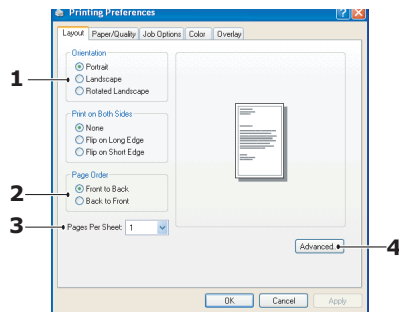 Printing Preferences
Layout Paper/Quality Job Options Color Overlay
Orientation
Portrait
1
Landscape
Rotated Landscape
Print on Both Sides
None
Flip on Long Edge
Flip on Short Edge
Page Order
2
Front to Back
Back to Front
3
Pages Per Sheet: 1
Advanced...
4
OK Cancel Apply